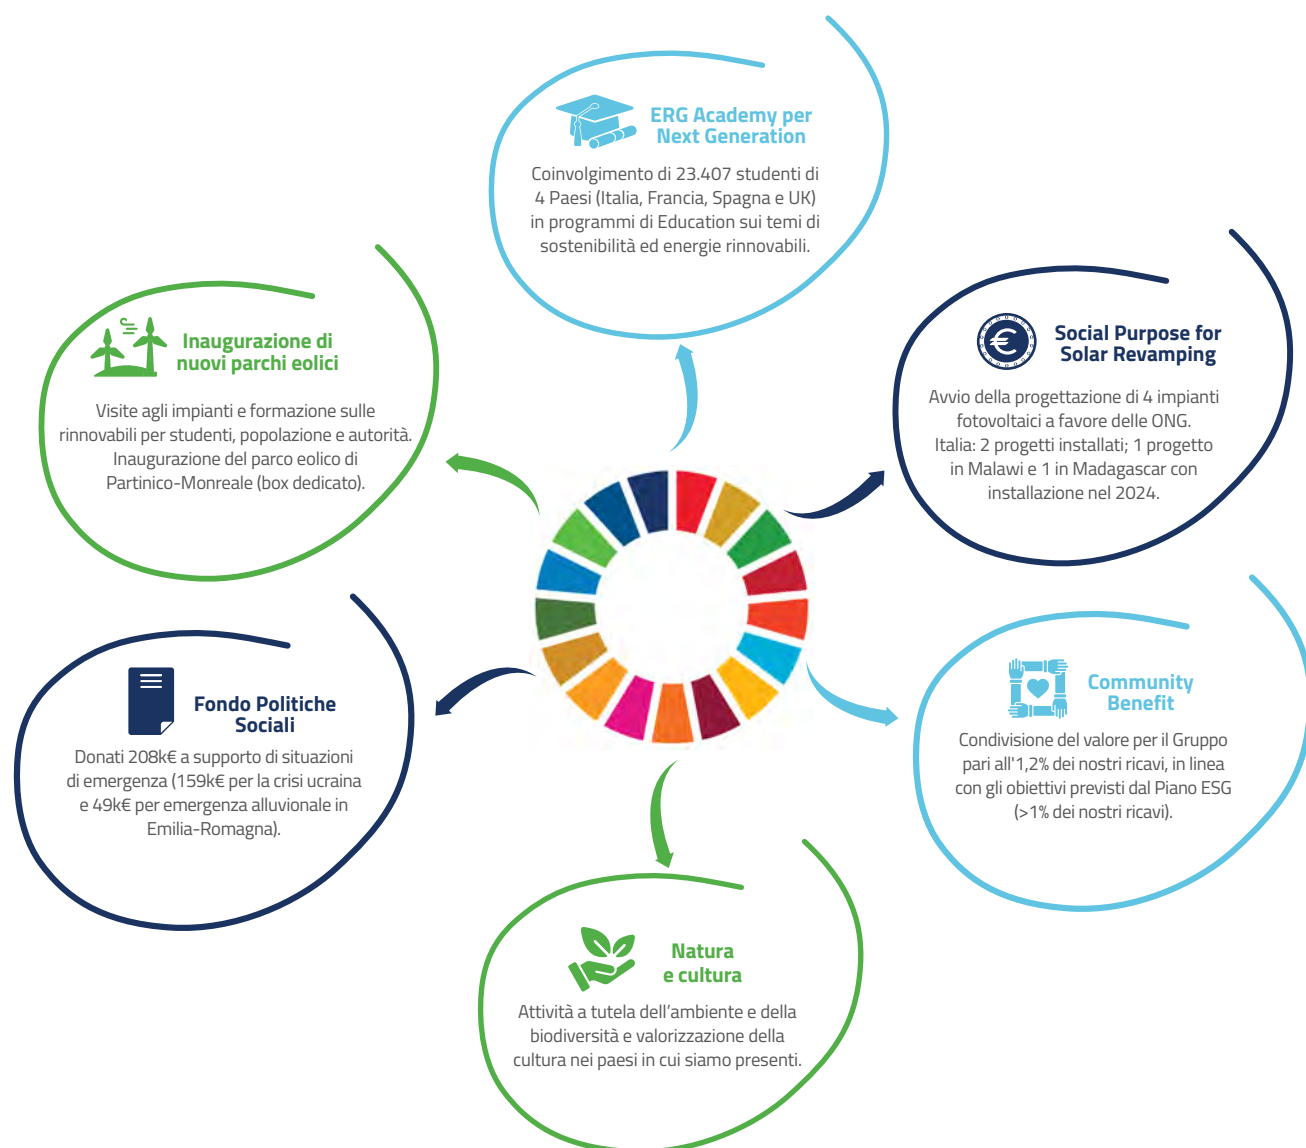 ERG Academy per
Next Generation
Coinvolgimento di 23.407 studenti di
4 Paesi (Italia, Francia, Spagna e UK)
in programmi di Education sui temi di
sostenibilità ed energie rinnovabili.
Inaugurazione di
nuovi parchi eolici
Visite agli impianti e formazione sulle
rinnovabili per studenti, popolazione e autorità.
Inaugurazione del parco eolico di
Partinico-Monreale (box dedicato).
Social Purpose for
Solar Revamping
Avvio della progettazione di 4 impianti
fotovoltaici a favore delle ONG.
Italia: 2 progetti installati; 1 progetto
in Malawi e 1 in Madagascar con
installazione nel 2024.
Fondo Politiche
Sociali
Donati 208k€ a supporto di situazioni
di emergenza (159k€ per la crisi ucraina
e 49k€ per emergenza alluvionale in
Emilia-Romagna).
Community
Benefit
Condivisione del valore per il Gruppo
pari all'1,2% dei nostri ricavi, in linea
con gli obiettivi previsti dal Piano ESG
(>1% dei nostri ricavi).
Natura
e cultura
Attività a tutela dell’ambiente e della
biodiversità e valorizzazione della
cultura nei paesi in cui siamo presenti.